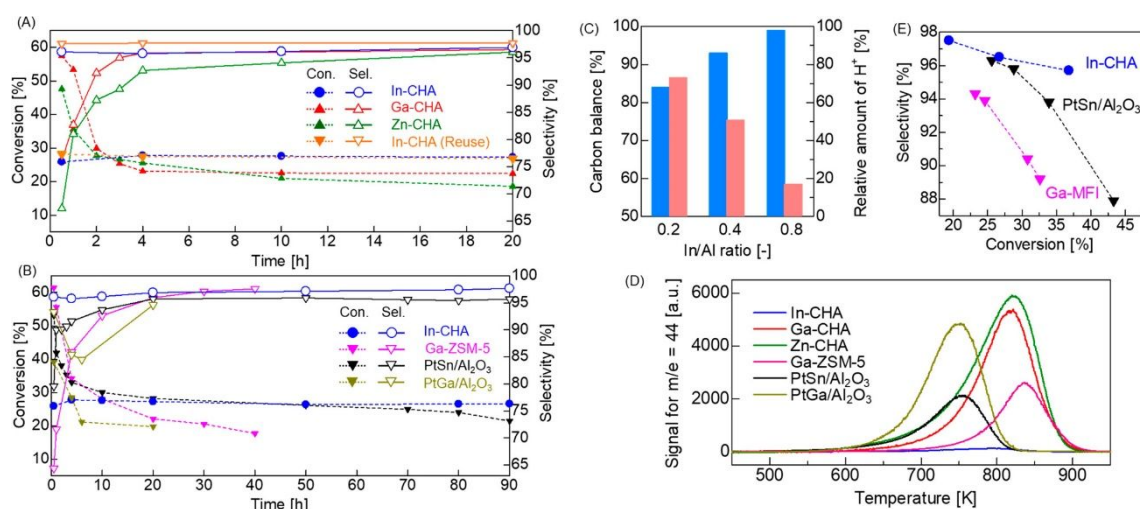 (A)
Conversion [%]
60
50
40
30
20
10
Con. Sel.
In-CHA
Ga-CHA
Zn-CHA
In-CHA (Reuse)
100
95
90
85
80
75
70
65
Selectivity [%]
0 2 4 10 20
Time [h]
(B)
Conversion [%]
60
50
40
30
20
10
Con. Sel.
In-CHA
Ga-ZSM-5
PtSn/Al₂O₃
PtGa/Al₂O₃
100
95
90
85
80
75
70
65
Selectivity [%]
0 10 20 30 40 50 60 70 80 90
Time [h]
(C)
Carbon balance [%]
100
90
80
70
60
50
100
80
60
40
20
0
Relative amount of H⁺ [%]
0.2 0.4 0.8
In/Al ratio [-]
(E)
Selectivity [%]
98
96
94
92
90
88
In-CHA
PtSn/Al₂O₃
Ga-MFI
20 25 30 35 40 45
Conversion [%]
(D)
Signal for m/e = 44 [a.u.]
6000
4000
2000
0
In-CHA
Ga-CHA
Zn-CHA
Ga-ZSM-5
PtSn/Al₂O₃
PtGa/Al₂O₃
500 600 700 800 900
Temperature [K]